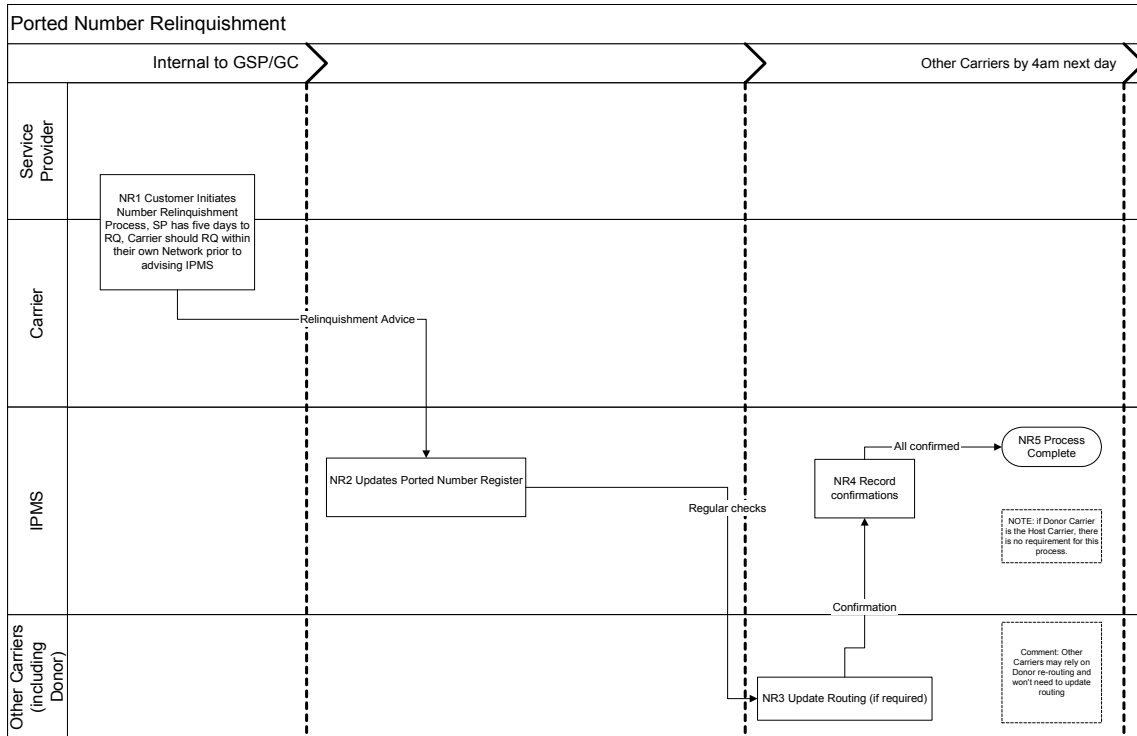 Ported Number Relinquishment
Internal to GSP/GC
Other Carriers by 4am next day
Service
Provider
NR1 Customer Initiates
Number Relinquishment
Process, SP has five days to
RQ, Carrier should RQ within
their own Network prior to
advising IPMS
Carrier
Relinquishment Advice
IPMS
NR2 Updates Ported Number Register
Regular checks
NR4 Record
confirmations
All confirmed
NR5 Process
Complete
NOTE: if Donor Carrier
is the Host Carrier, there
is no requirement for this
process.
Confirmation
Other Carriers
(including
Donor)
NR3 Update Routing (if required)
Comment: Other
Carriers may rely on
Donor re-routing and
won't need to update
routing